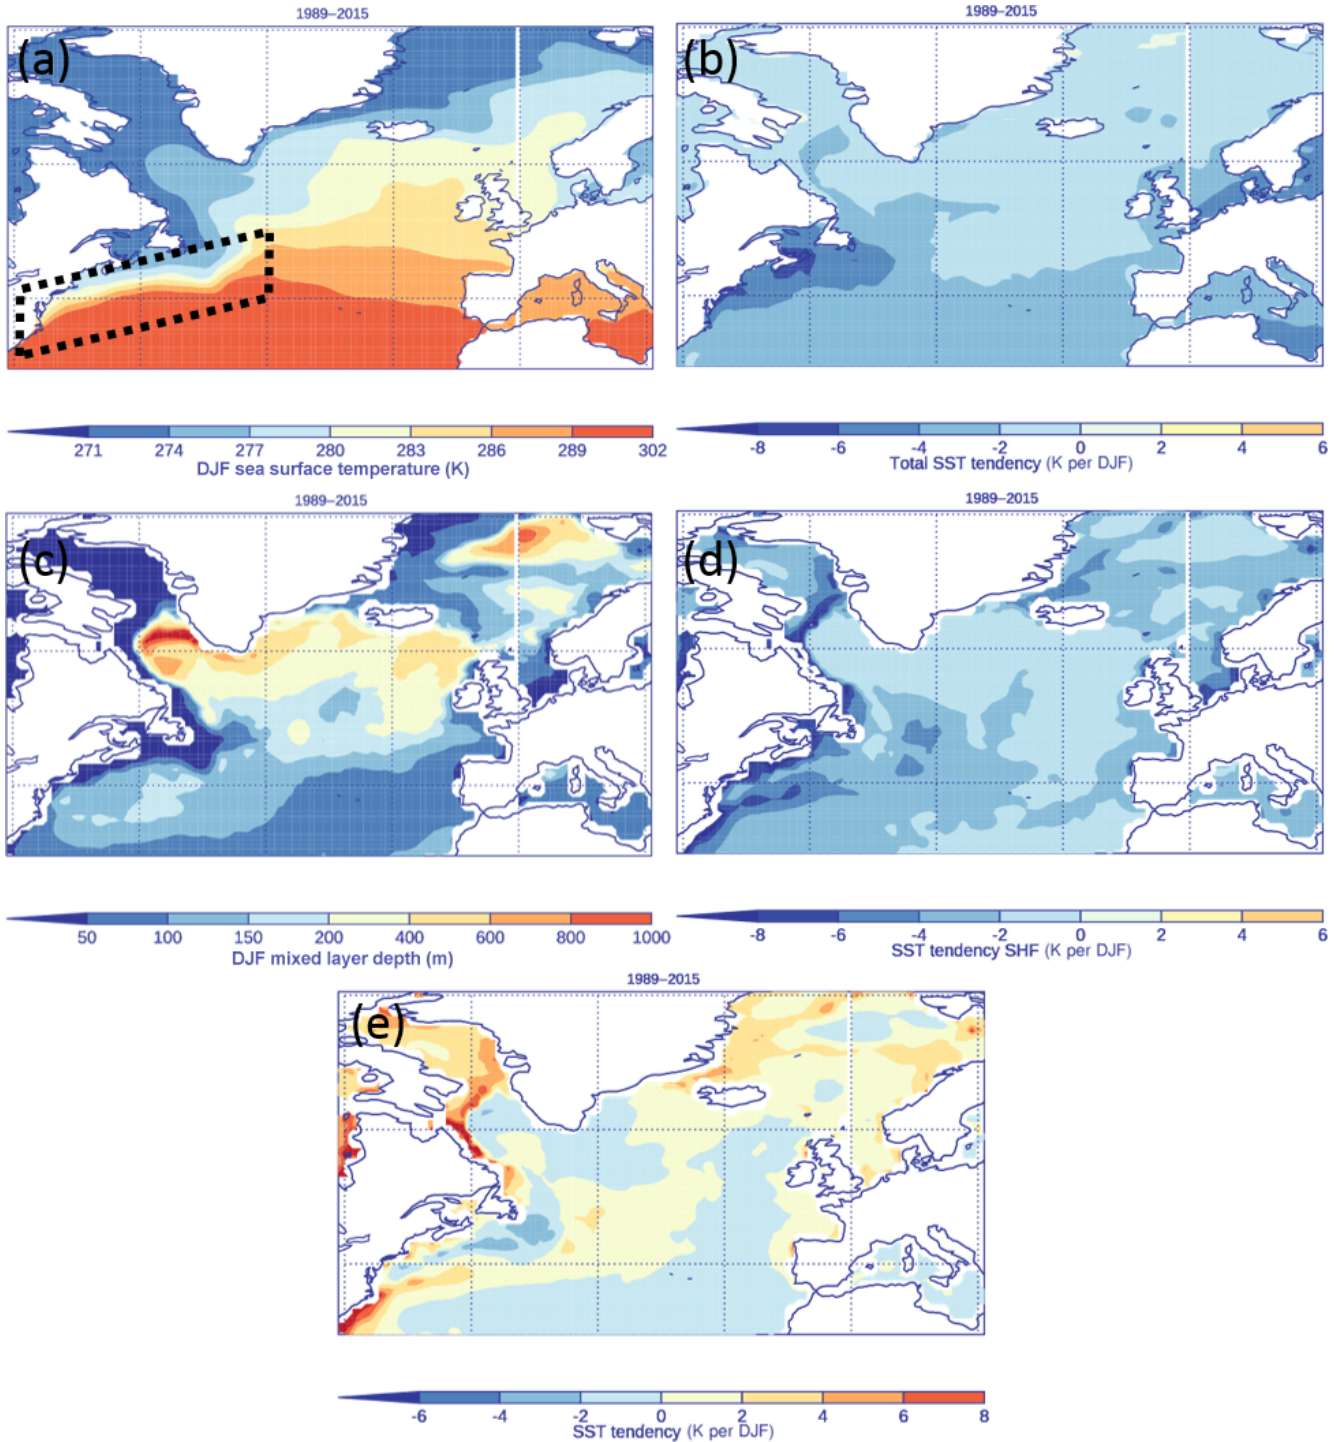 1989–2015
1989–2015
(a)
(b)
271 274 277 280 283 286 289 302
DJF sea surface temperature (K)
-8 -6 -4 -2 0 2 4 6
Total SST tendency (K per DJF)
1989–2015
1989–2015
(c)
(d)
50 100 150 200 400 600 800 1000
DJF mixed layer depth (m)
-8 -6 -4 -2 0 2 4 6
SST tendency SHF (K per DJF)
1989–2015
(e)
-6 -4 -2 0 2 4 6 8
SST tendency (K per DJF)